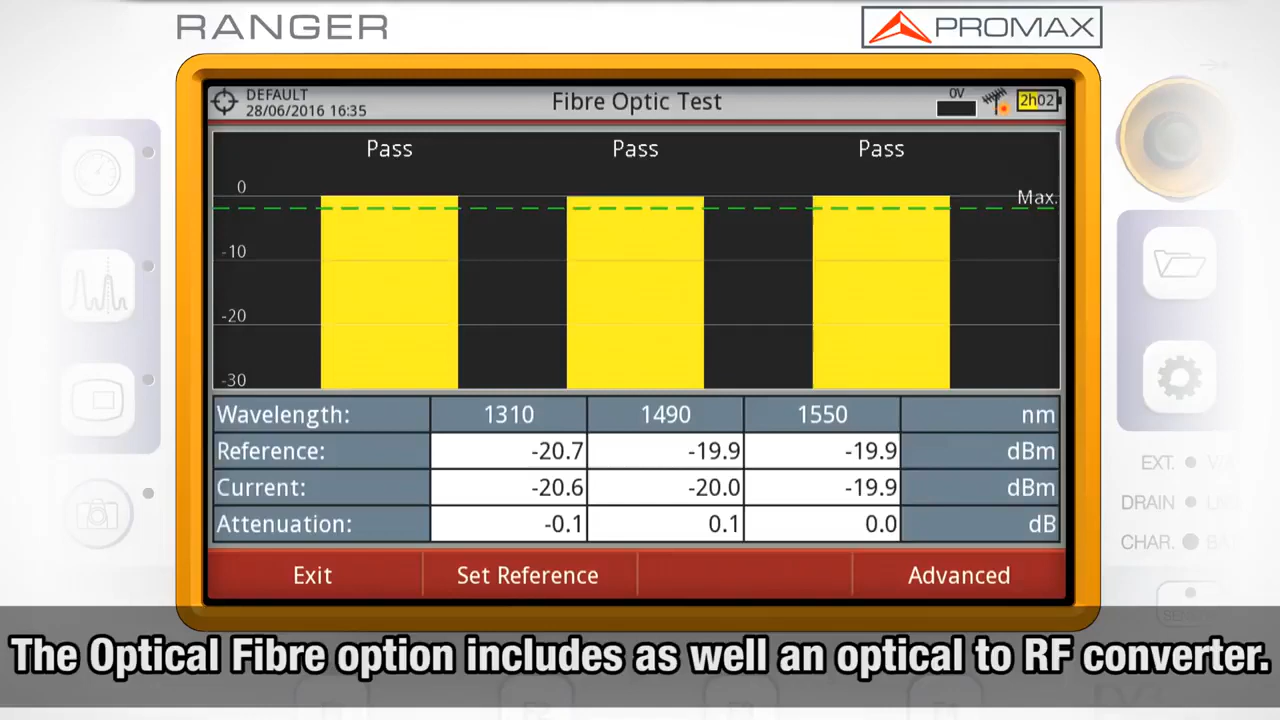 RANGER
PROMAX
DEFAULT
28/06/2016 16:35
Fibre Optic Test
0V
2h02
Pass Pass Pass
0
Max.
-10
-20
-30
Wavelength: 1310 1490 1550 nm
Reference: -20.7 -19.9 -19.9 dBm
Current: -20.6 -20.0 -19.9 dBm
Attenuation: -0.1 0.1 0.0 dB
EXT.
DRAIN
CHAR.
Exit Set Reference Advanced
The Optical Fibre option includes as well an optical to RF converter.